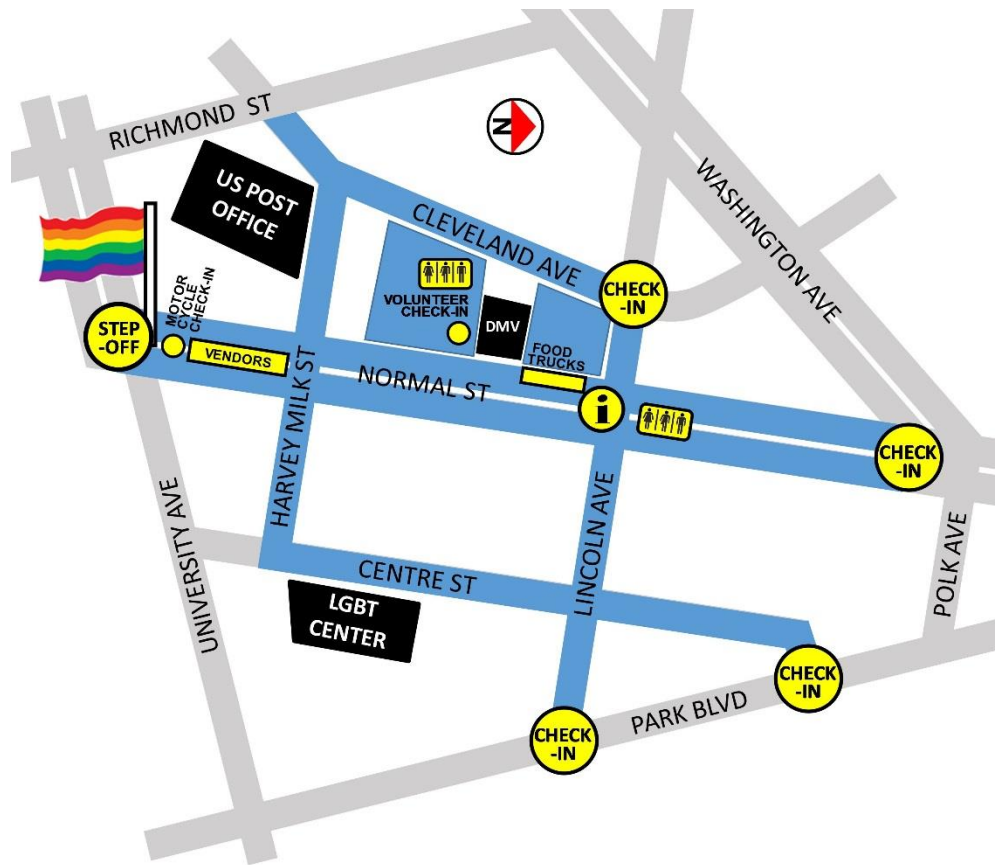 RICHMOND ST
N
US POST
OFFICE
WASHINGTON AVE
CLEVELAND AVE
CHECK
-IN
VOLUNTEER
CHECK-IN
DMV
FOOD
TRUCKS
MOTOR
CYCLE
CHECK-IN
STEP
-OFF
VENDORS
NORMAL ST
i
HARVEY MILK ST
CHECK
-IN
LINCOLN AVE
UNIVERSITY AVE
POLK AVE
CENTRE ST
LGBT
CENTER
CHECK
-IN
PARK BLVD
CHECK
-IN